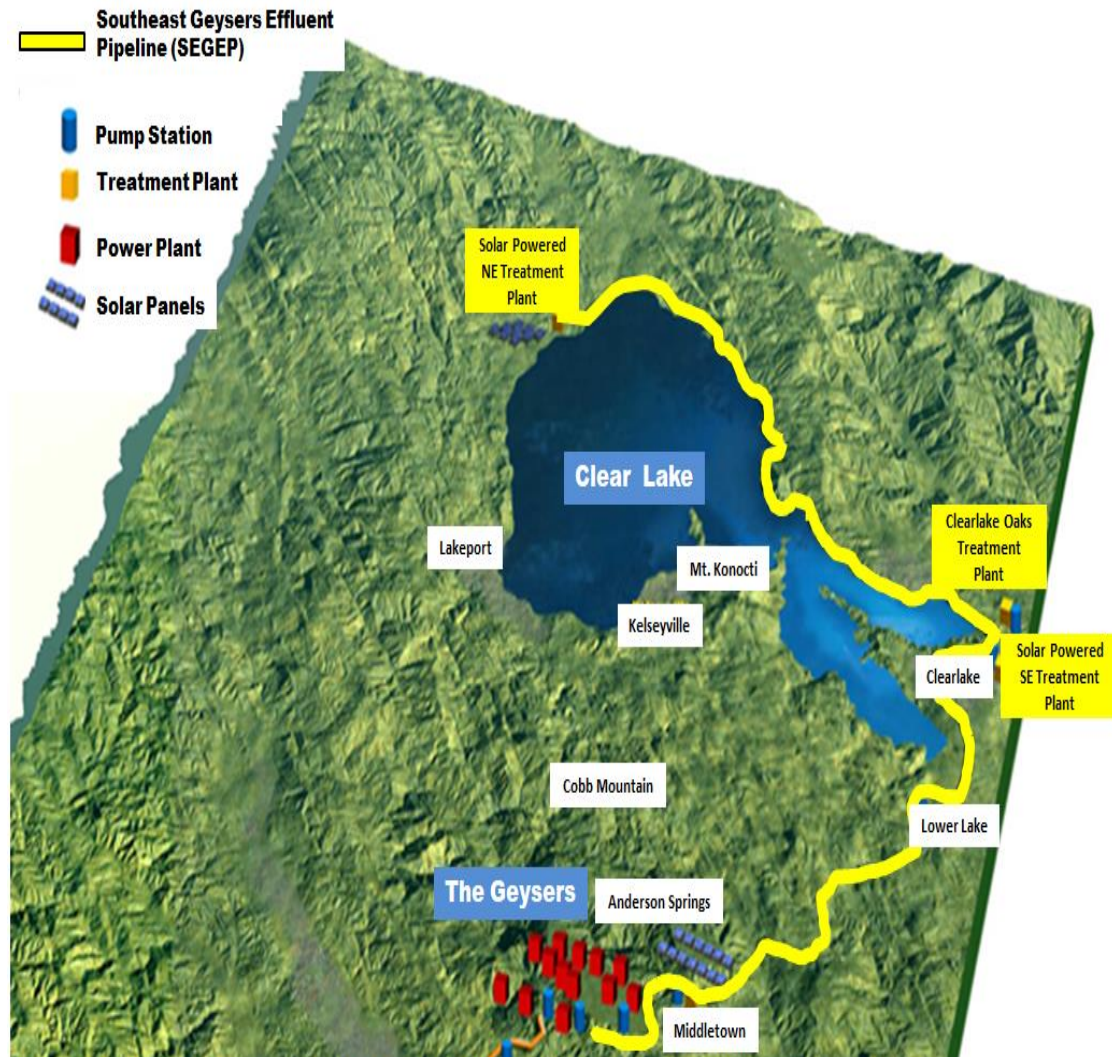 Southeast Geysers Effluent
Pipeline (SEGEP)
Pump Station
Treatment Plant
Power Plant
Solar Panels
Solar Powered
NE Treatment
Plant
Clear Lake
Lakeport
Mt. Konocti
Kelseyville
Clearlake Oaks
Treatment
Plant
Clearlake
Solar Powered
SE Treatment
Plant
Cobb Mountain
Lower Lake
The Geysers
Anderson Springs
Middletown